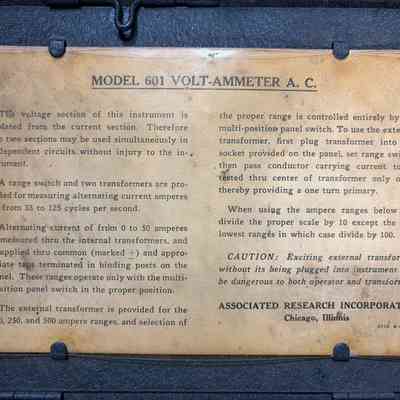 MODEL 601 VOLT-AMMETER A. C.
The voltage section of this instrument is
olated from the current section. Therefore
two sections may be used simultaneously in
dependent circuits without injury to the in-
rument.
A range switch and two transformers are pro-
ded for measuring alternating current amperes
from 33 to 125 cycles per second.
Alternating current of from 0 to 50 amperes
measured thru the internal transformers, and
applied thru common (marked ±) and appro-
iate taps terminated in binding posts on the
nel. These ranges operate only with the multi-
sition panel switch in the proper position.
The external transformer is provided for the
0, 250, and 500 ampere ranges, and selection of
the proper range is controlled entirely by
multi-position panel switch. To use the exte
transformer, first plug transformer into
socket provided on the panel, set range swit
then pass conductor carrying current to
tested thru center of transformer only o
thereby providing a one turn primary.
When using the ampere ranges below
divide the proper scale by 10 except the
lowest ranges in which case divide by 100.
CAUTION: Exciting external transfor
without its being plugged into instrument
be dangerous to both operator and transfor
ASSOCIATED RESEARCH INCORPORAT
Chicago, Illinois